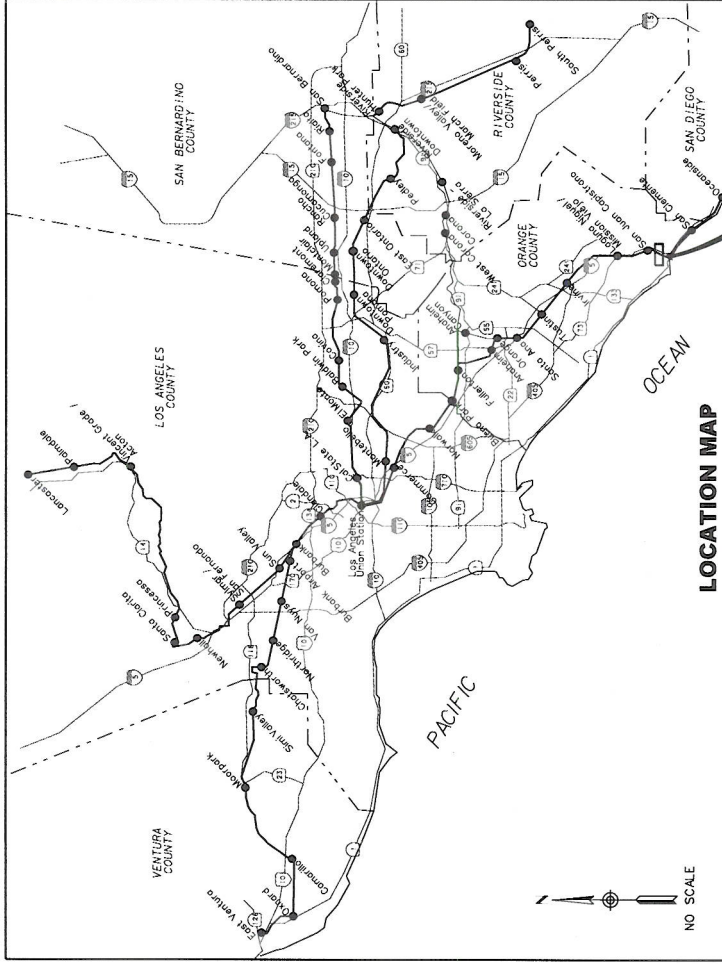 VENTURA
COUNTY
LOS ANGELES
COUNTY
SAN BERNARDINO
COUNTY
RIVERSIDE
COUNTY
ORANGE
COUNTY
SAN DIEGO
COUNTY
PACIFIC
OCEAN
East Ventura
Oxnard
Camarillo
Moorpark
Simi Valley
Chatsworth
Northridge
Van Nuys
Burbank
Airport
Burbank
Lancaster
Palmdale
Vincent Grade
Acton
Santa Clarita
Princessa
Newhall
Sylmar
San Fernando
Sun
Valley
Glendale
Los Angeles
Union Station
Cal State L
El Monte
Baldwin Park
Covina
Pomona
Claremont
Montclair
Upland
Rancho
Cucamonga
Fontana
Rialto
San
Bernardino
Commerce
Montebello
Industry
Downtown
Pomona
Downtown
Ontario
East Ontario
Pedley
Riverside
Downtown
Riverside
Hunter Park
Moreno Valley
March Field
Perris
South Perris
Norwalk
Buena Park
Fullerton
Anaheim
Canyon
West Corona
Corona
Riverside
La Sierra
Anaheim
Orange
Santa Ana
Tustin
Irvine
Laguna Niguel/
Mission Viejo
San Juan Capistrano
San Clemente
Oceanside
N
NO SCALE
LOCATION MAP